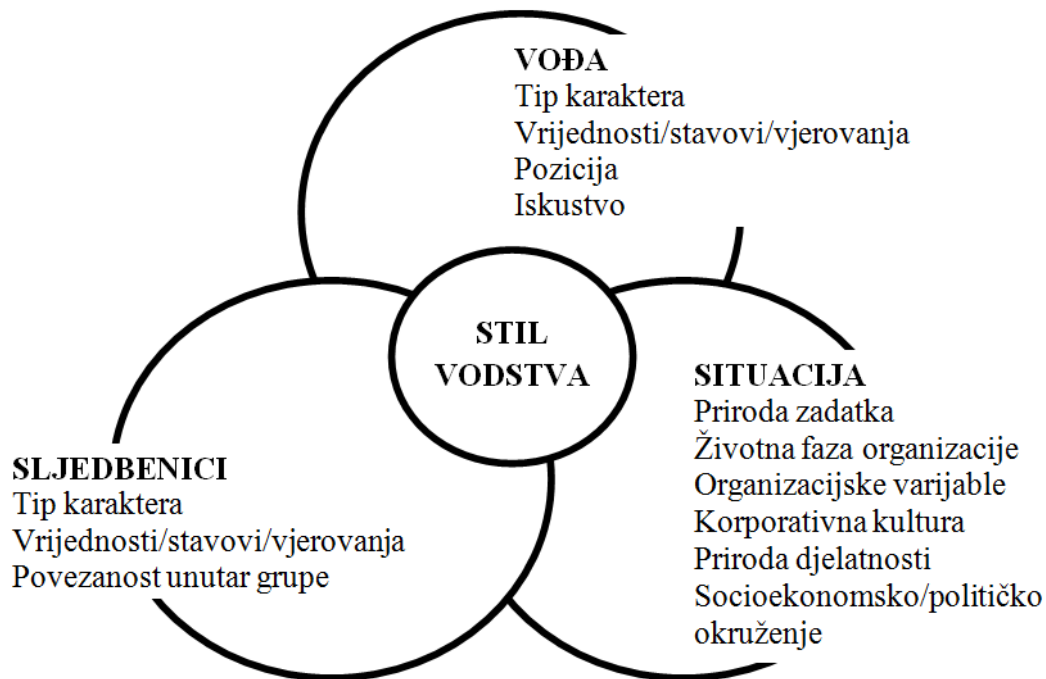 VOĐA
Tip karaktera
Vrijednosti/stavovi/vjerovanja
Pozicija
Iskustvo
STIL
VODSTVA
SITUACIJA
Priroda zadatka
Životna faza organizacije
Organizacijske varijable
Korporativna kultura
Priroda djelatnosti
Socioekonomsko/političko
okruženje
SLJEDBENICI
Tip karaktera
Vrijednosti/stavovi/vjerovanja
Povezanost unutar grupe